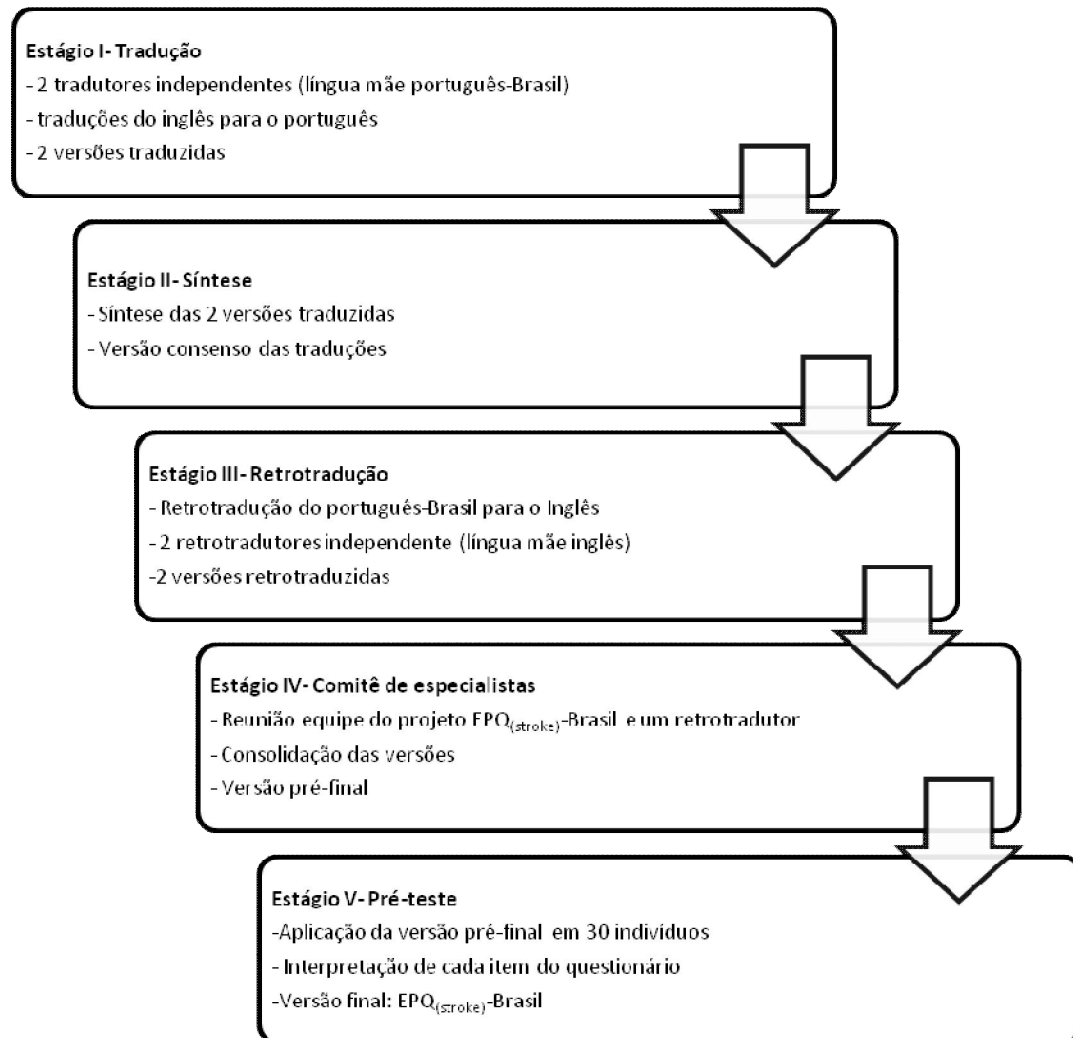 Estágio I- Tradução
- 2 tradutores independentes (língua mãe português-Brasil)
- traduções do inglês para o português
- 2 versões traduzidas
Estágio II- Síntese
- Síntese das 2 versões traduzidas
- Versão consenso das traduções
Estágio III- Retrotradução
- Retrotradução do português-Brasil para o Inglês
- 2 retrotradutores independente (língua mãe inglês)
-2 versões retrotraduzidas
Estágio IV- Comitê de especialistas
- Reunião equipe do projeto EPQ(stroke)-Brasil e um retrotradutor
- Consolidação das versões
- Versão pré-final
Estágio V- Pré-teste
-Aplicação da versão pré-final em 30 indivíduos
- Interpretação de cada item do questionário
-Versão final: EPQ(stroke)-Brasil